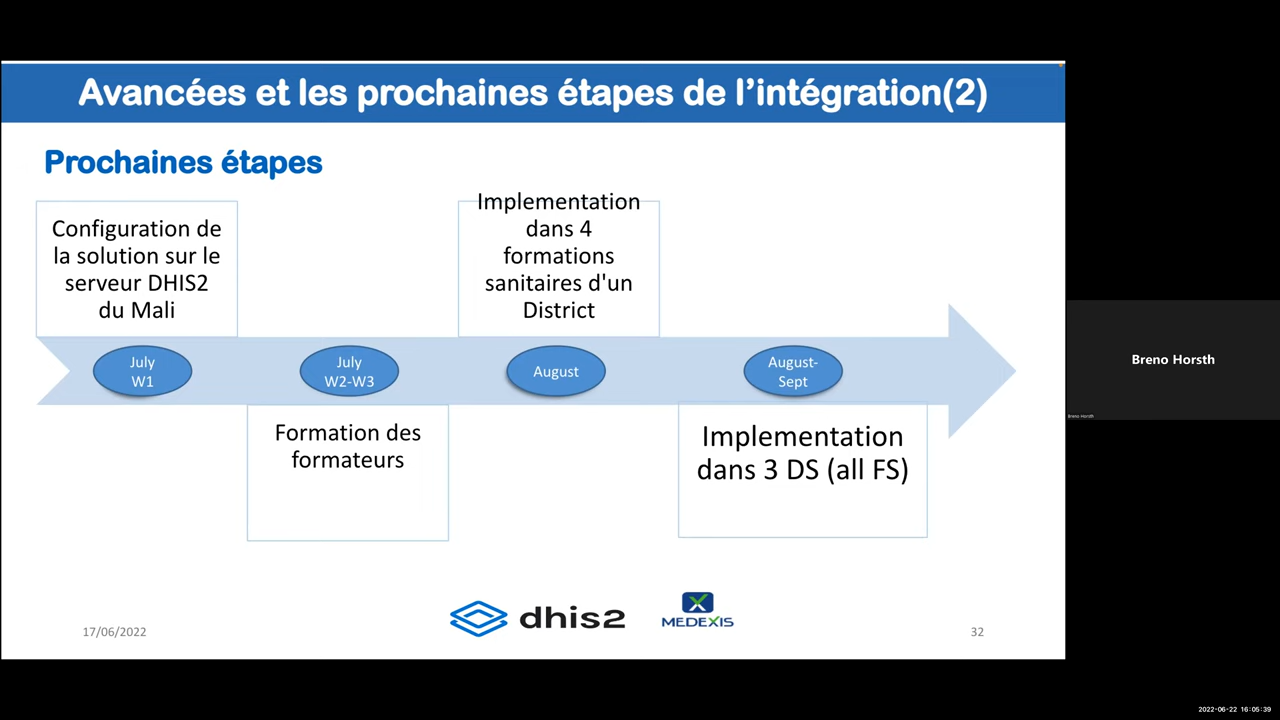 Avancées et les prochaines étapes de l’intégration(2)
Prochaines étapes
Configuration de
la solution sur le
serveur DHIS2
du Mali
Implementation
dans 4
formations
sanitaires d'un
District
July
W1
July
W2-W3
August
August-
Sept
Formation des
formateurs
Implementation
dans 3 DS (all FS)
17/06/2022
dhis2
MEDEXIS
32
Breno Horsth
Breno Horsth
2022-06-22 16:05:39